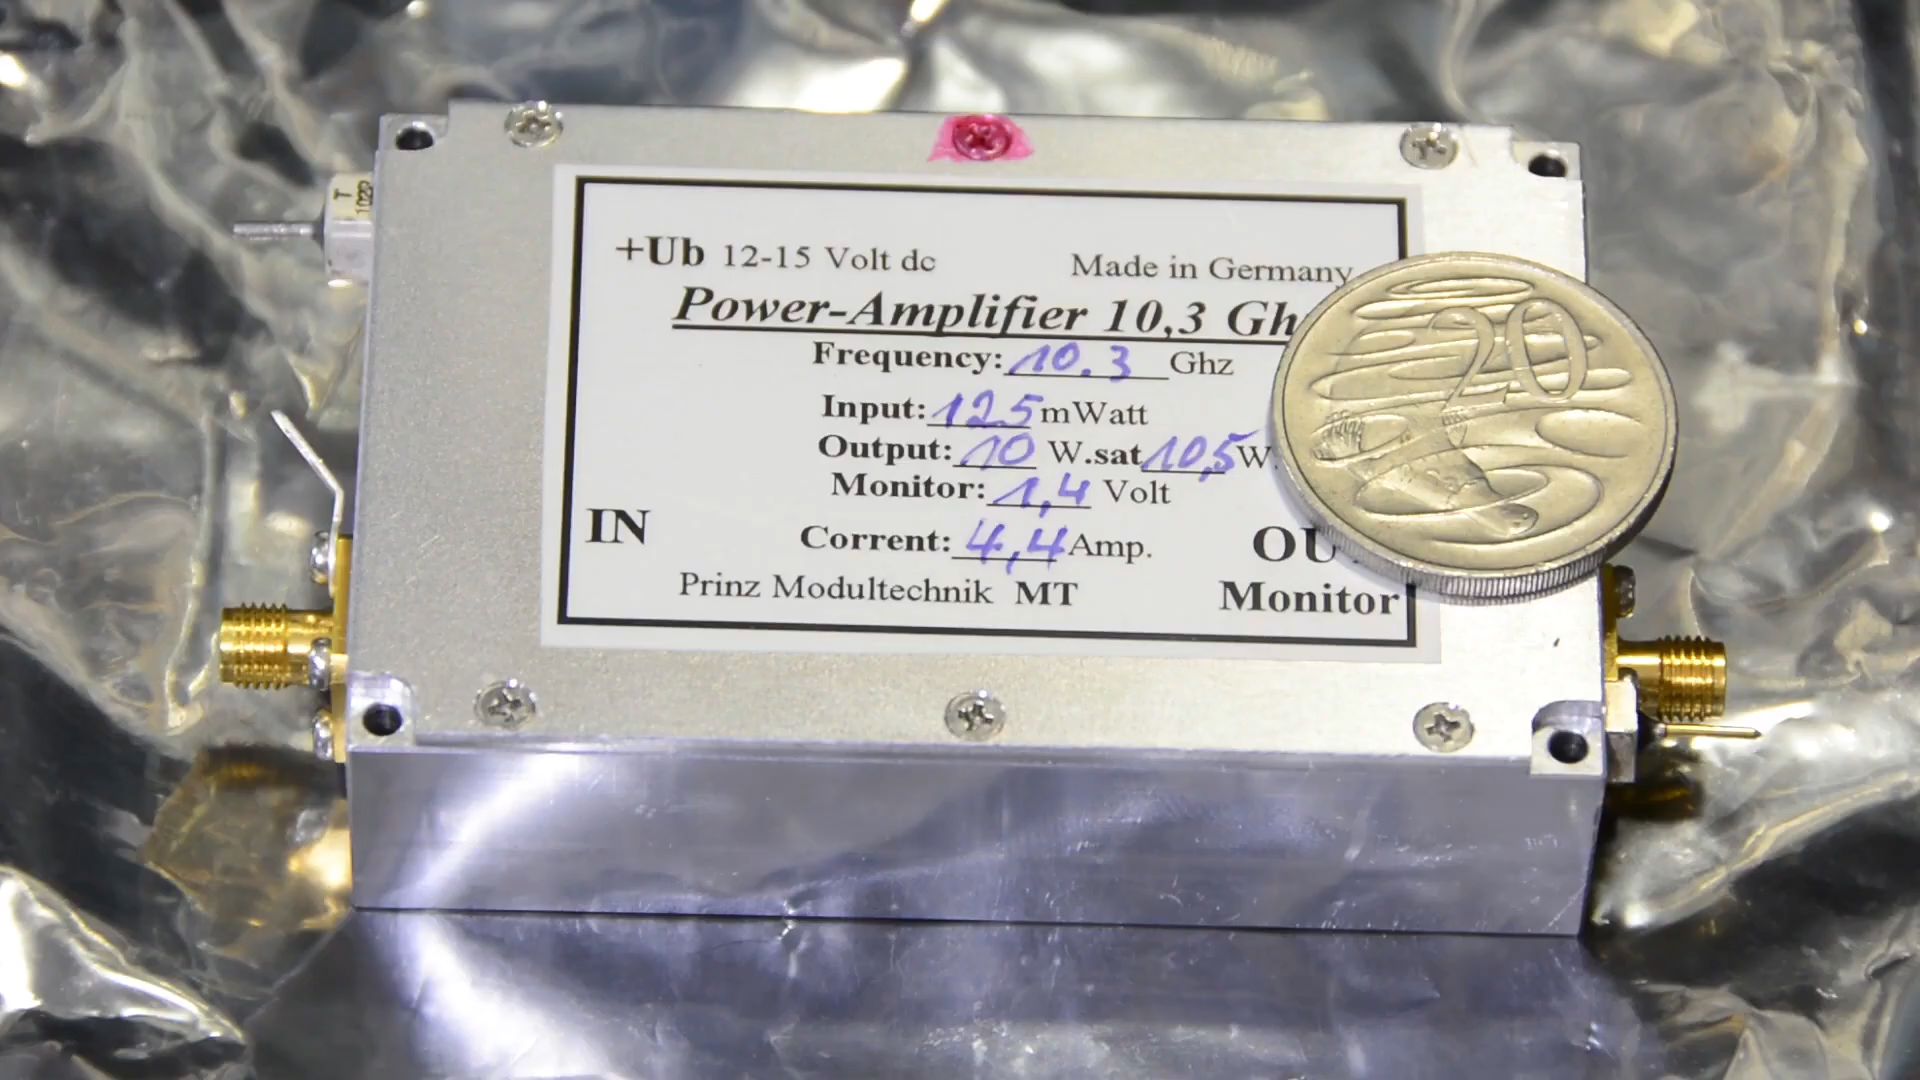 T
102P
+Ub 12-15 Volt dc Made in Germany
Power-Amplifier 10,3 Gh
Frequency: 10.3 Ghz
Input: 125 mWatt
Output: 10 W.sat 10,5 W.
Monitor: 1,4 Volt
IN Corrent: 4,4 Amp. OU
Prinz Modultechnik MT Monitor
20